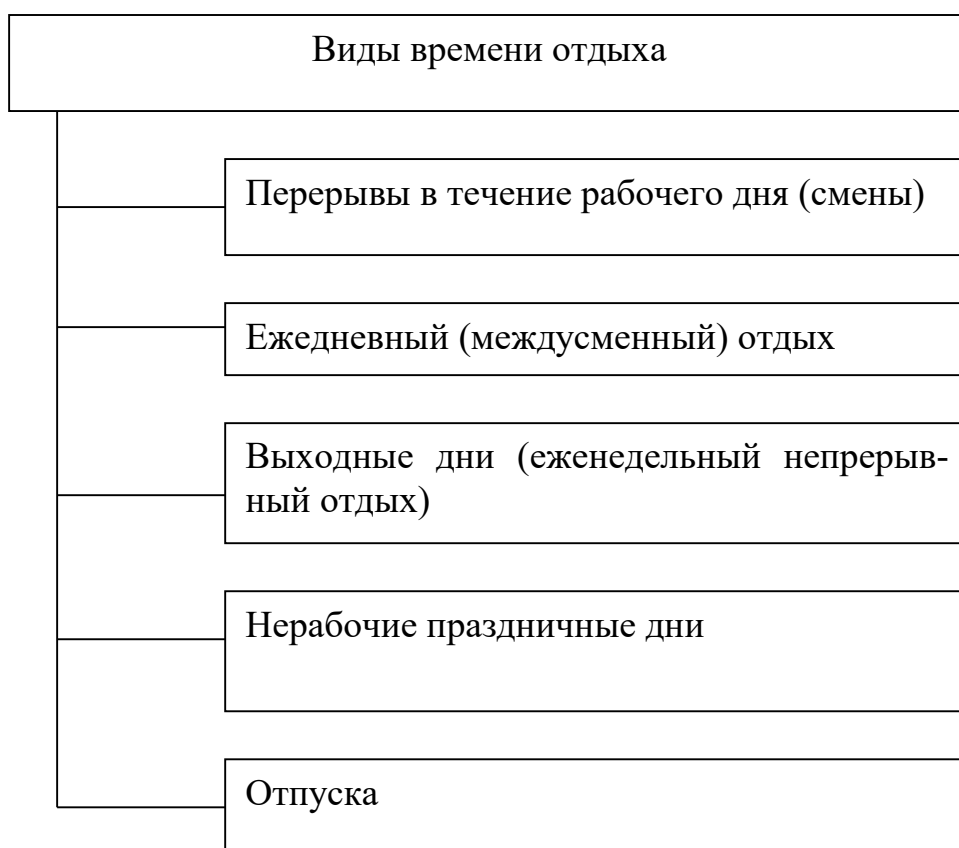 Виды времени отдыха
Перерывы в течение рабочего дня (смены)
Ежедневный (междусменный) отдых
Выходные дни (еженедельный непрерыв-
ный отдых)
Нерабочие праздничные дни
Отпуска